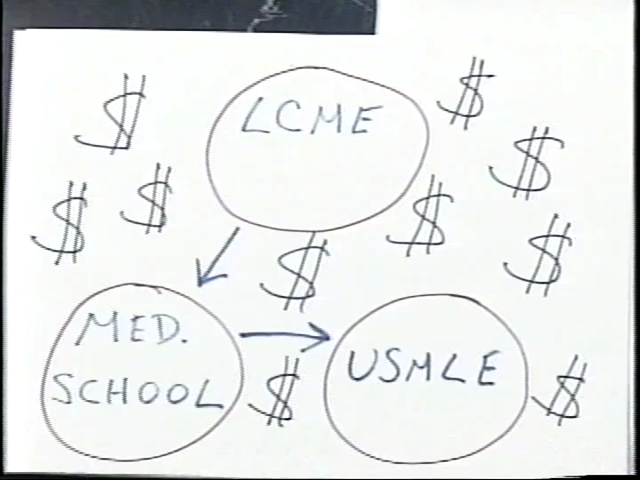 $ LCME $
$ $ $ $ $
$
MED.
SCHOOL $ USMLE $